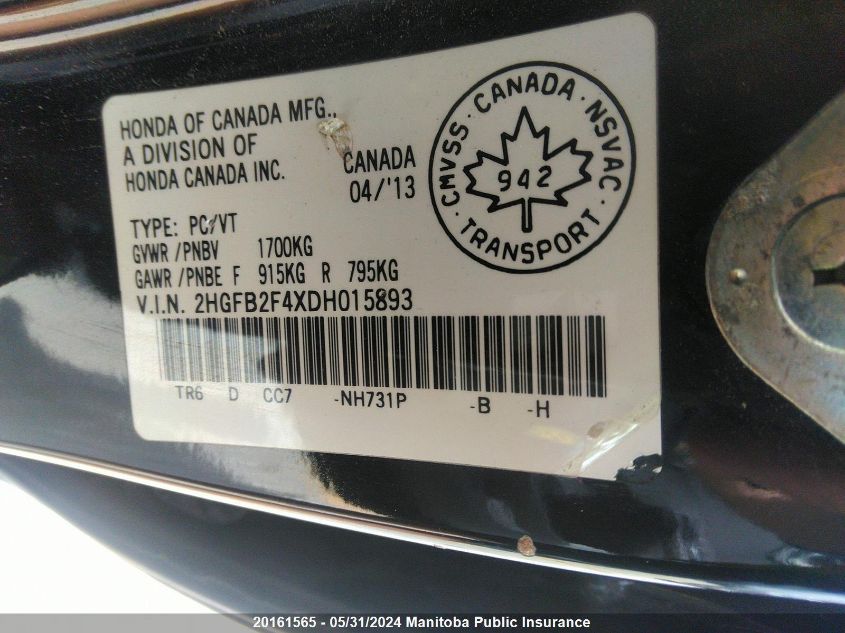 HONDA OF CANADA MFG.,
A DIVISION OF
HONDA CANADA INC.
CANADA
04/'13
CMVSS · CANADA · NSVAC ·
942
TRANSPORT
TYPE: PC/VT
GVWR /PNBV 1700KG
GAWR /PNBE F 915KG R 795KG
V.I.N. 2HGFB2F4XDH015893
TR6 D CC7 -NH731P -B -H
20161565 - 05/31/2024 Manitoba Public Insurance